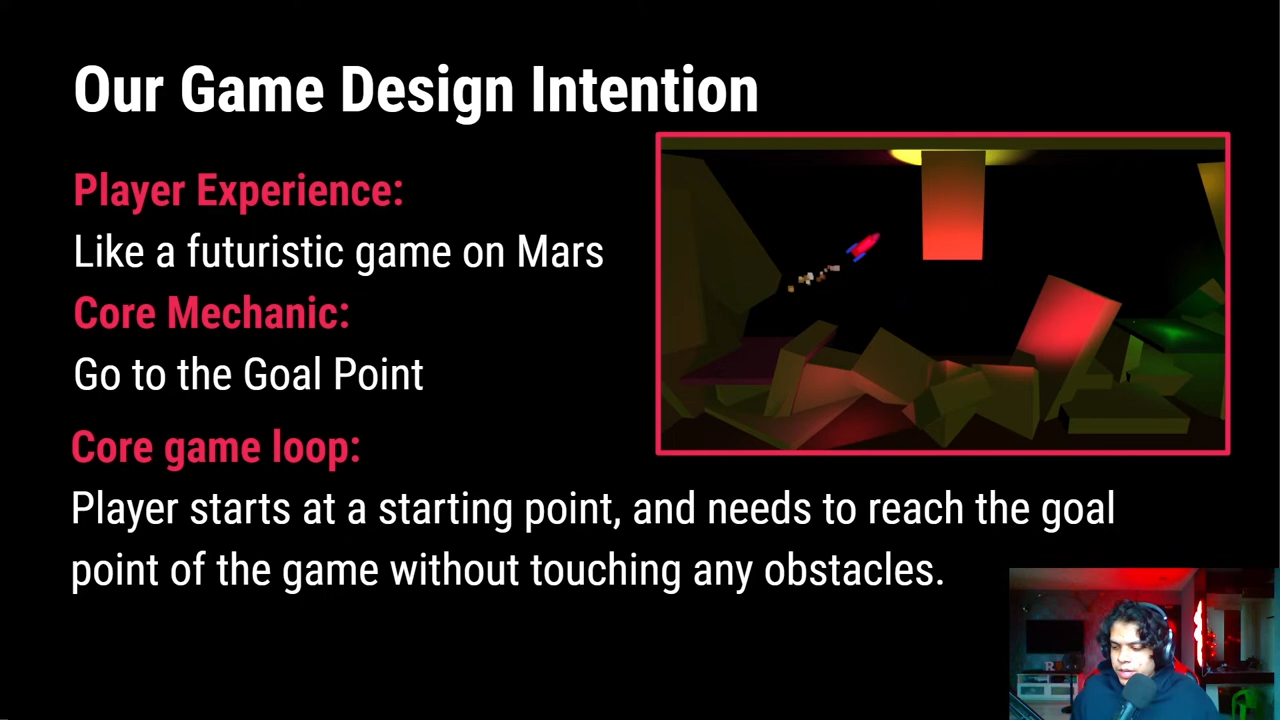 Our Game Design Intention
Player Experience:
Like a futuristic game on Mars
Core Mechanic:
Go to the Goal Point
Core game loop:
Player starts at a starting point, and needs to reach the goal
point of the game without touching any obstacles.